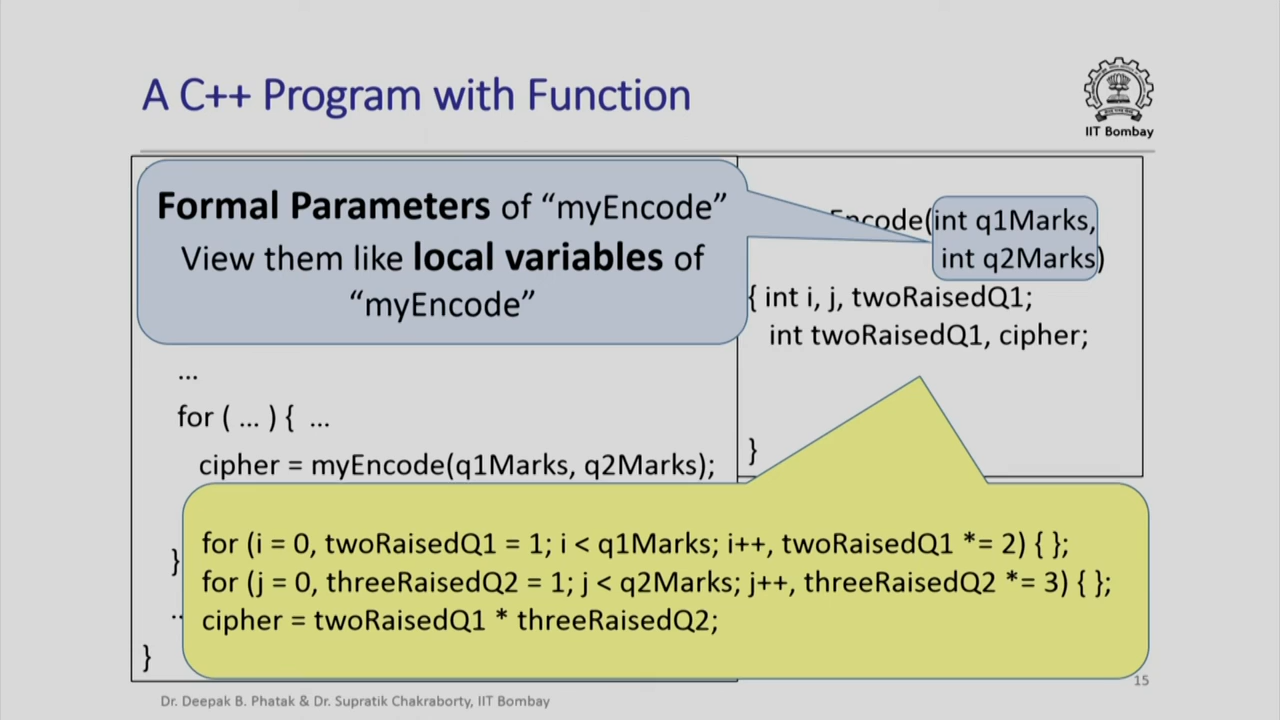 A C++ Program with Function
IIT Bombay
Formal Parameters of “myEncode”
View them like local variables of
“myEncode”
(int q1Marks,
int q2Marks)
{ int i, j, twoRaisedQ1;
int twoRaisedQ1, cipher;
}
...
for ( ... ) { ...
cipher = myEncode(q1Marks, q2Marks);
}
..
}
for (i = 0, twoRaisedQ1 = 1; i < q1Marks; i++, twoRaisedQ1 *= 2) { };
for (j = 0, threeRaisedQ2 = 1; j < q2Marks; j++, threeRaisedQ2 *= 3) { };
cipher = twoRaisedQ1 * threeRaisedQ2;
Dr. Deepak B. Phatak & Dr. Supratik Chakraborty, IIT Bombay
15